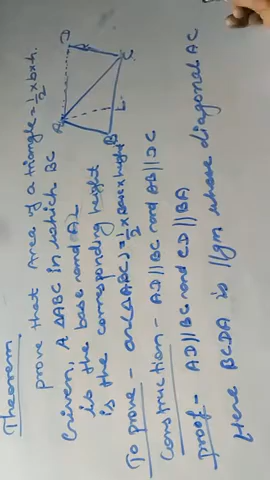 Theorem
prove that area of a triangle = 1/2 × b × h.
Given, A ΔABC in which BC
is the base and AL
is the corresponding height
D
C
A
L
B
To prove - ar(ΔABC) = 1/2 × Base × height
Construction - AD||BC and AB||DC
proof - AD||BC and CD||BA
Here BCDA is ||gm whose diagonal AC